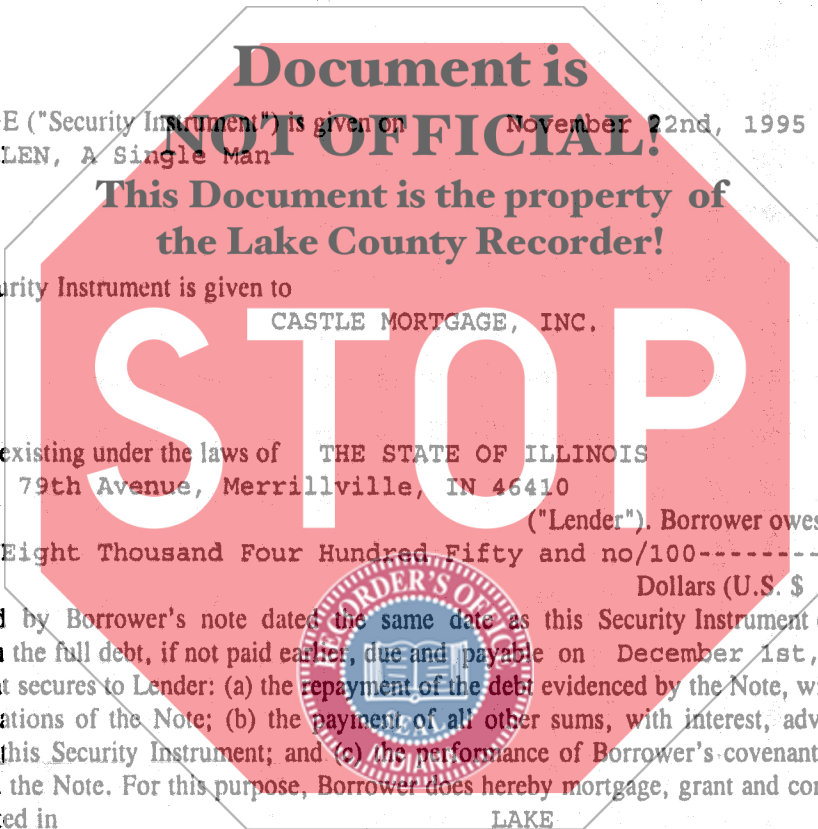 Document is
NOT OFFICIAL!
This Document is the property of
the Lake County Recorder!
STOP
E ("Security Instrument") is given on November 22nd, 1995
LEN, A Single Man
urity Instrument is given to
CASTLE MORTGAGE, INC.
existing under the laws of THE STATE OF ILLINOIS
79th Avenue, Merrillville, IN 46410
("Lender"). Borrower owes
Eight Thousand Four Hundred Fifty and no/100---------
Dollars (U.S. $
d by Borrower's note dated the same date as this Security Instrument
the full debt, if not paid earlier, due and payable on December 1st,
t secures to Lender: (a) the repayment of the debt evidenced by the Note, wi
ations of the Note; (b) the payment of all other sums, with interest, adv
this Security Instrument; and (c) the performance of Borrower's covenant
the Note. For this purpose, Borrower does hereby mortgage, grant and con
ted in LAKE
RECORDER'S OFFICE
SEAL
INDIANA